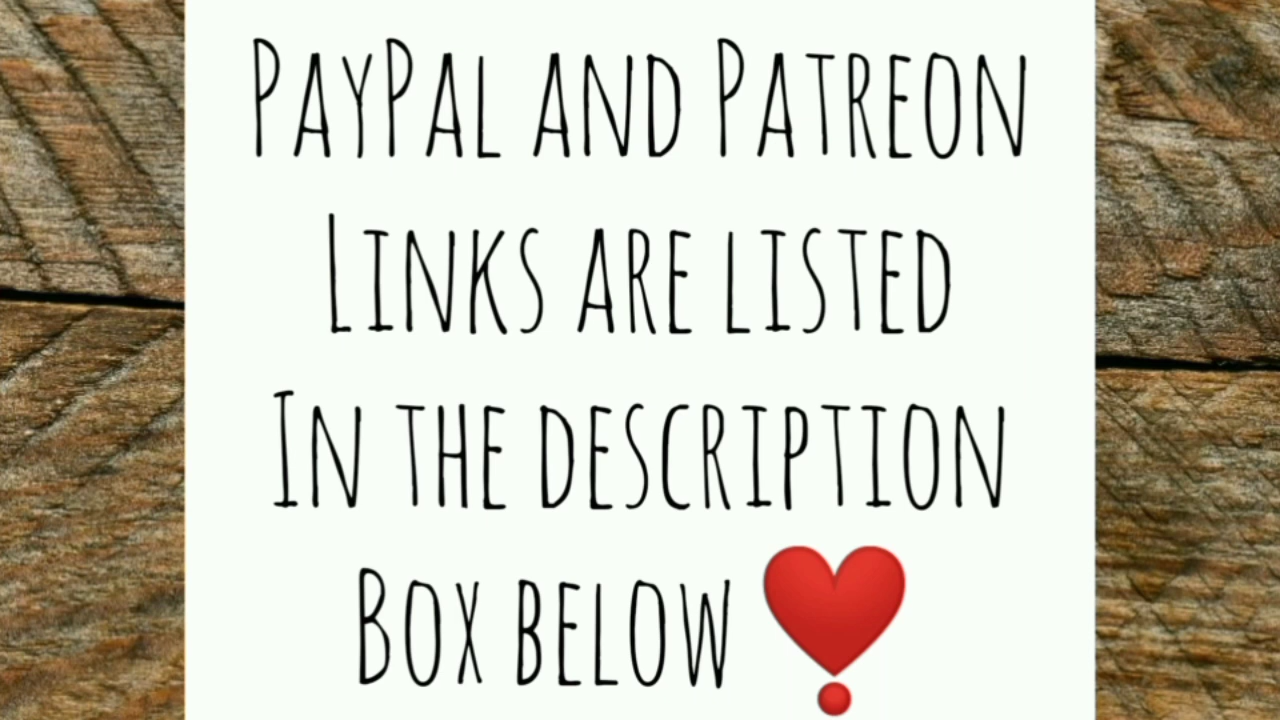 PayPal and Patreon
Links are listed
In the description
Box below ❣